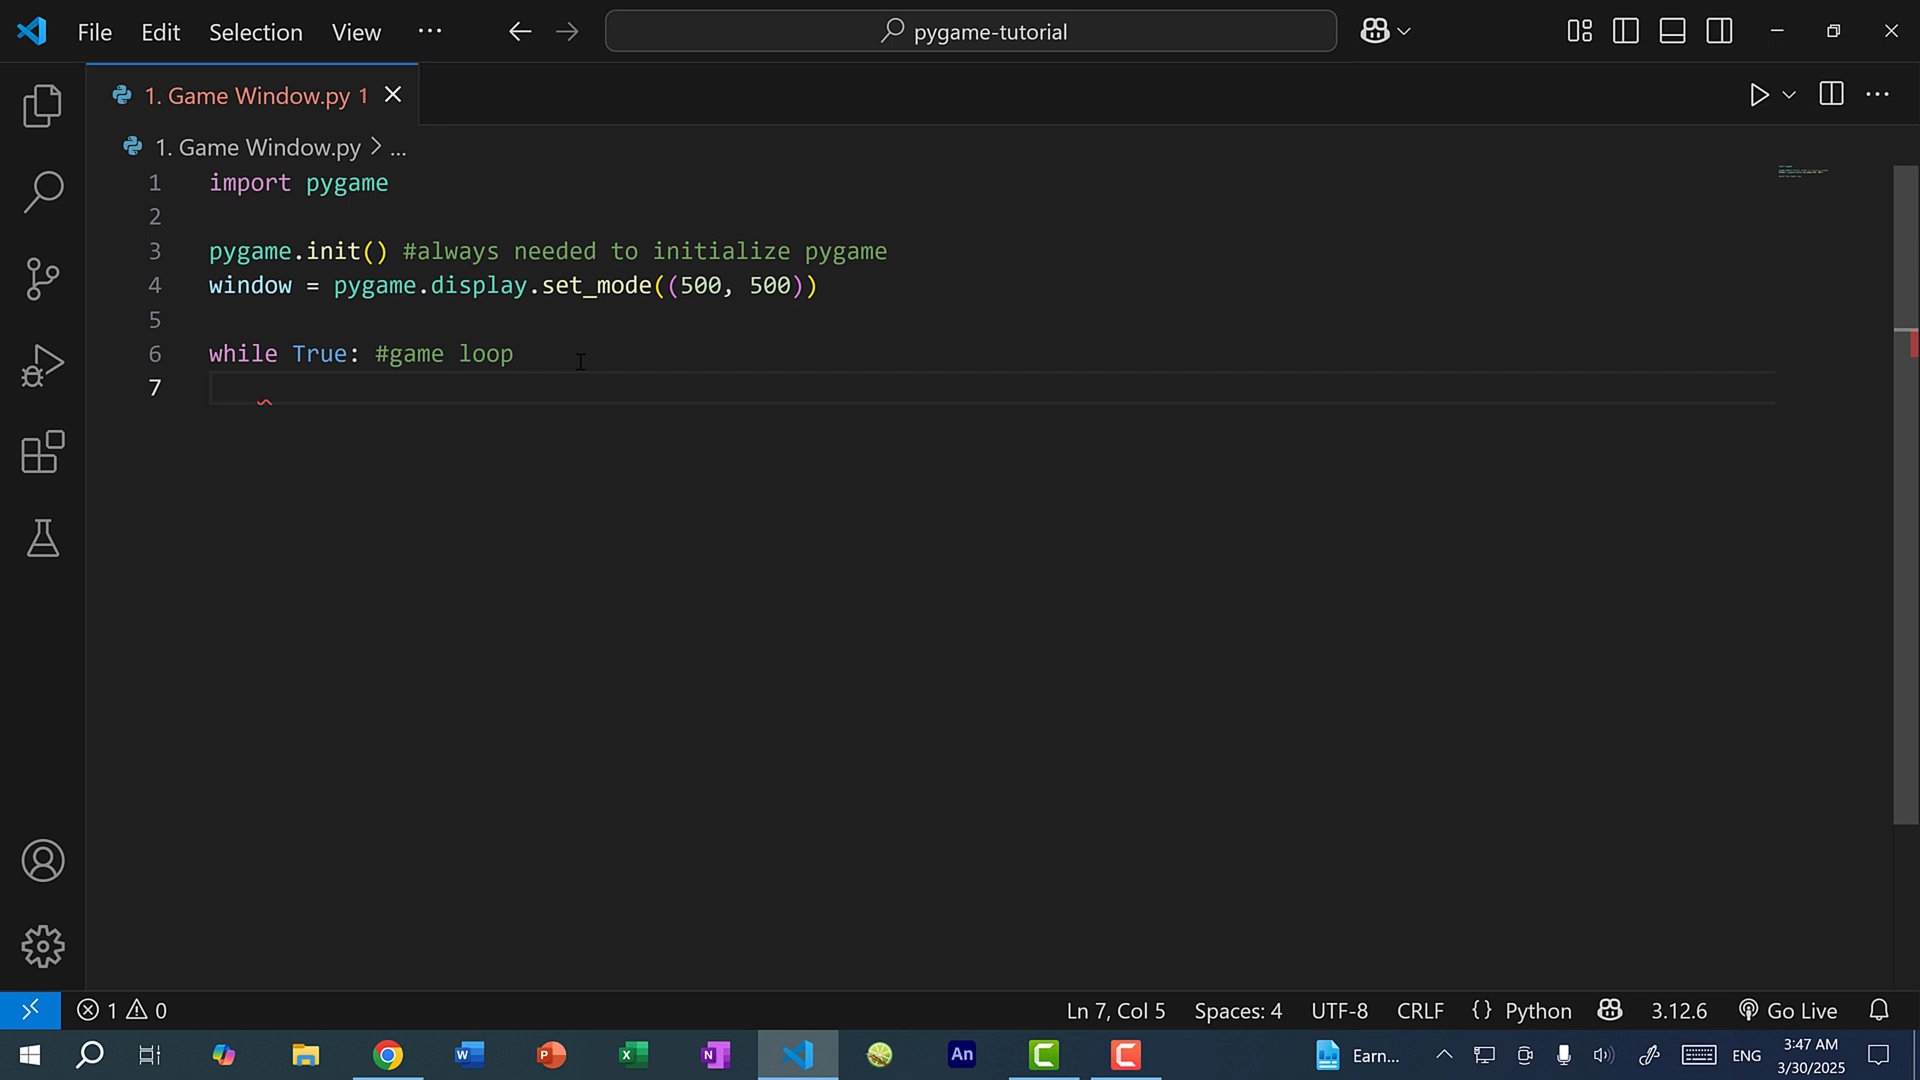 File Edit Selection View ... pygame-tutorial
1. Game Window.py 1
1. Game Window.py > ...
1 import pygame
2
3 pygame.init() #always needed to initialize pygame
4 window = pygame.display.set_mode((500, 500))
5
6 while True: #game loop
7
1 0 Ln 7, Col 5 Spaces: 4 UTF-8 CRLF {} Python 3.12.6 Go Live
W P X N An C C Earn... ENG 3:47 AM
3/30/2025